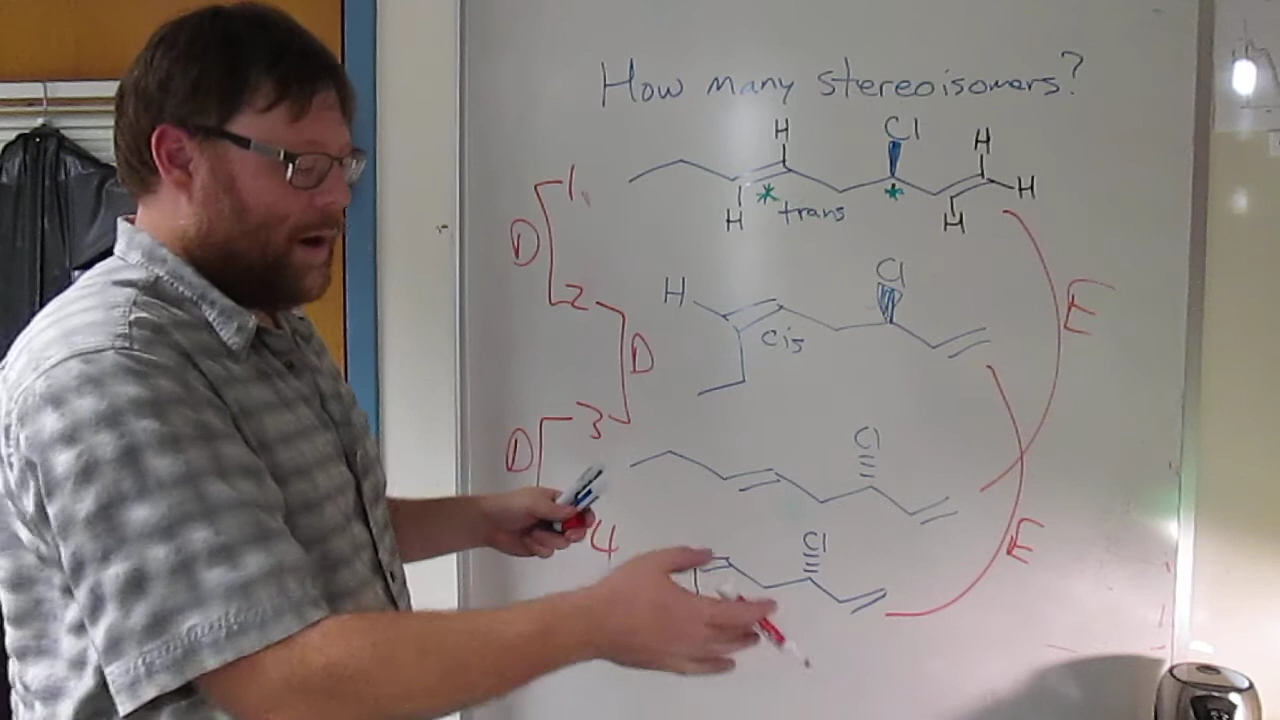 How many stereoisomers?
H Cl H
1
H * trans * H H
D
Cl
2
H
E
cis
D
3
Cl
D
4
Cl
E